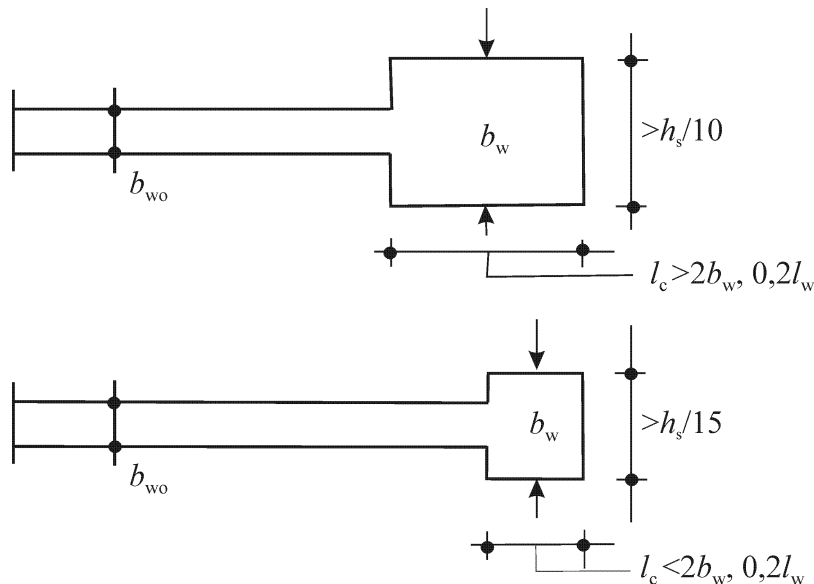 b_w
>h_s/10
b_wo
l_c>2b_w, 0,2l_w
b_w
>h_s/15
b_wo
l_c<2b_w, 0,2l_w